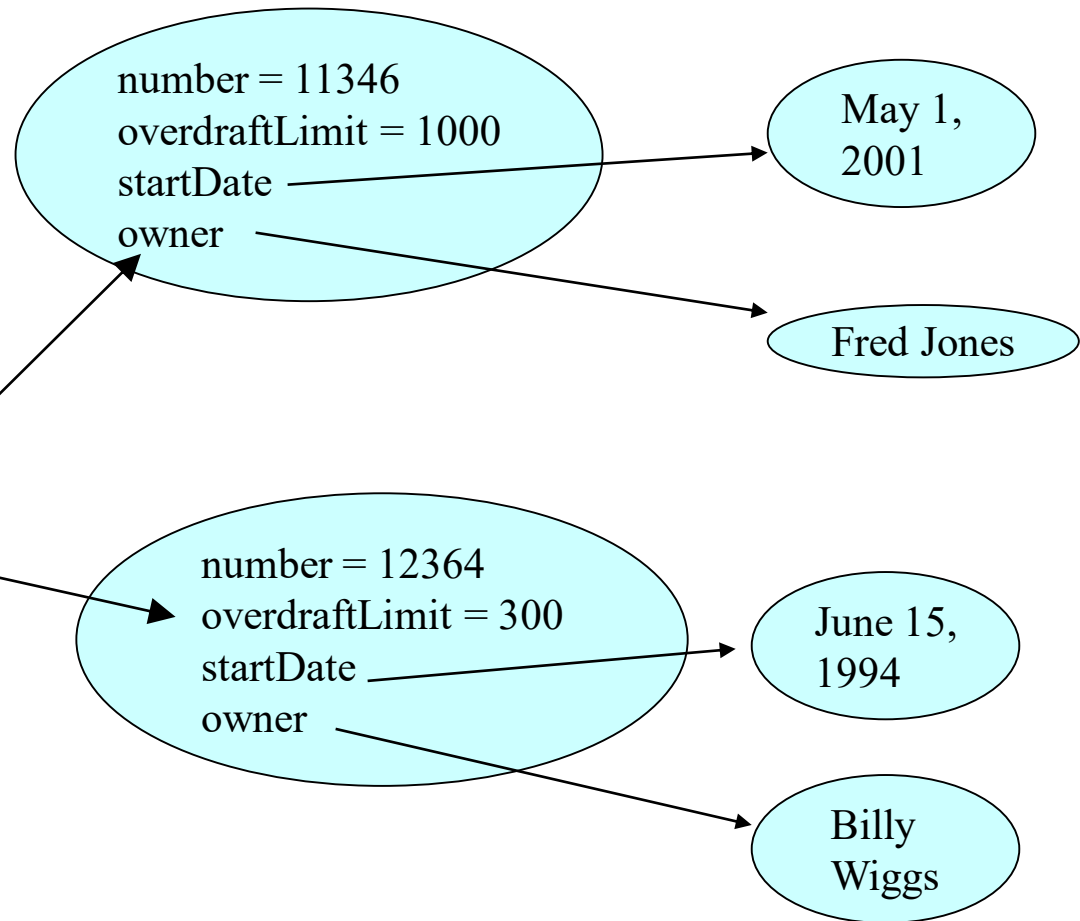 number = 11346
overdraftLimit = 1000
startDate
owner
May 1,
2001
Fred Jones
number = 12364
overdraftLimit = 300
startDate
owner
June 15,
1994
Billy
Wiggs